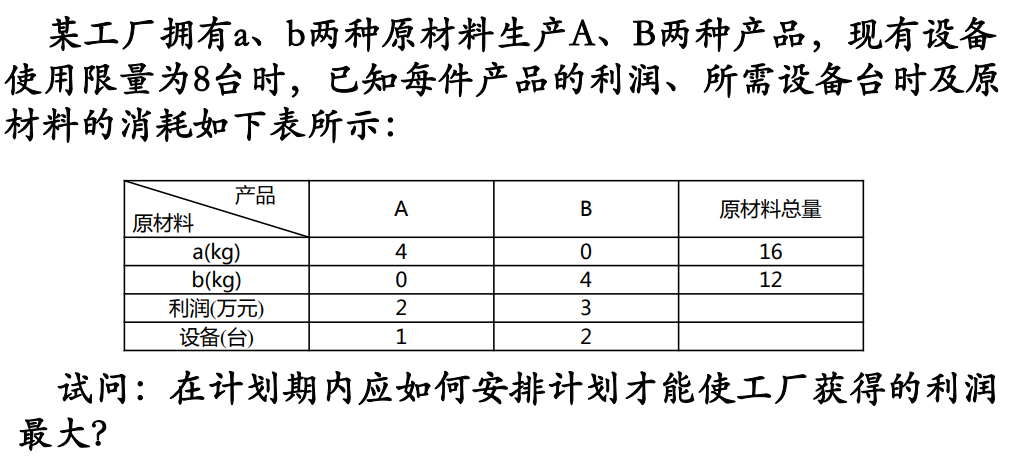 某工厂拥有a、b两种原材料生产A、B两种产品，现有设备
使用限量为8台时，已知每件产品的利润、所需设备台时及原
材料的消耗如下表所示：
产品
原材料 A B 原材料总量
a(kg) 4 0 16
b(kg) 0 4 12
利润(万元) 2 3
设备(台) 1 2
试问：在计划期内应如何安排计划才能使工厂获得的利润
最大？